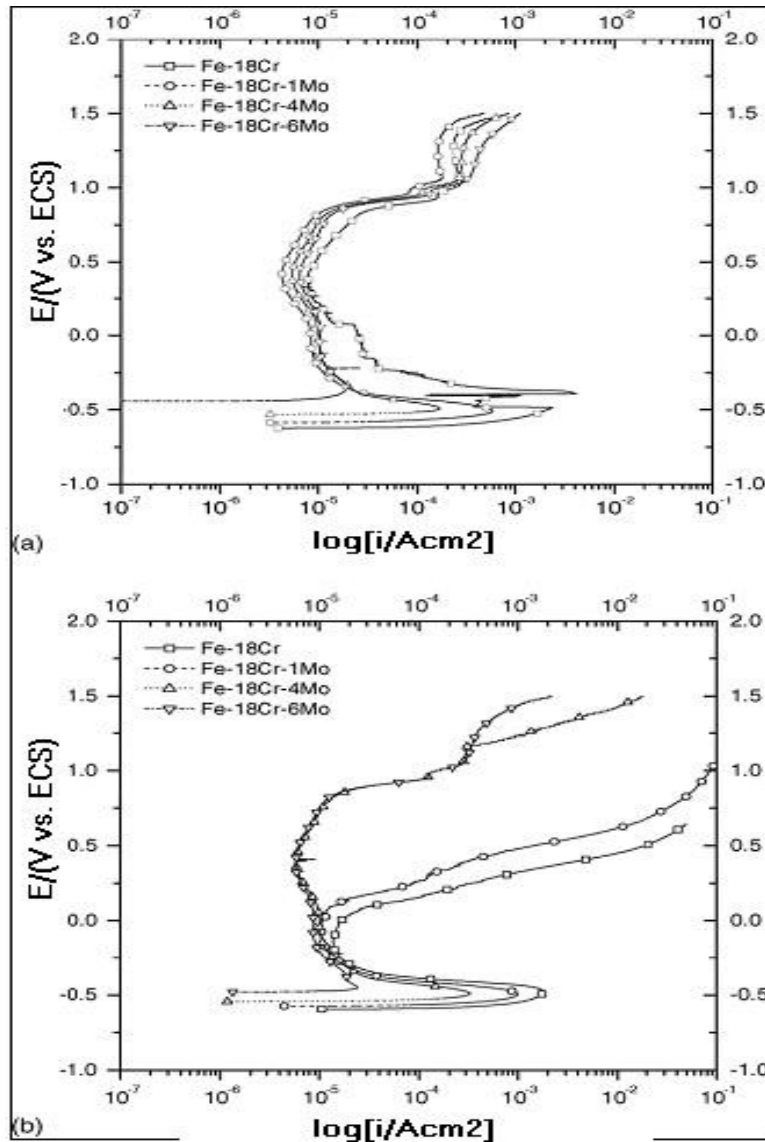 10⁻⁷ 10⁻⁶ 10⁻⁵ 10⁻⁴ 10⁻³ 10⁻² 10⁻¹
2.0 2.0
Fe-18Cr
Fe-18Cr-1Mo
Fe-18Cr-4Mo
Fe-18Cr-6Mo
1.5 1.5
1.0 1.0
E/(V vs. ECS)
0.5 0.5
0.0 0.0
-0.5 -0.5
-1.0 -1.0
10⁻⁷ 10⁻⁶ 10⁻⁵ 10⁻⁴ 10⁻³ 10⁻² 10⁻¹
(a) log[i/Acm2]
10⁻⁷ 10⁻⁶ 10⁻⁵ 10⁻⁴ 10⁻³ 10⁻² 10⁻¹
2.0 2.0
Fe-18Cr
Fe-18Cr-1Mo
Fe-18Cr-4Mo
Fe-18Cr-6Mo
1.5 1.5
1.0 1.0
E/(V vs. ECS)
0.5 0.5
0.0 0.0
-0.5 -0.5
-1.0 -1.0
10⁻⁷ 10⁻⁶ 10⁻⁵ 10⁻⁴ 10⁻³ 10⁻² 10⁻¹
(b) log[i/Acm2]